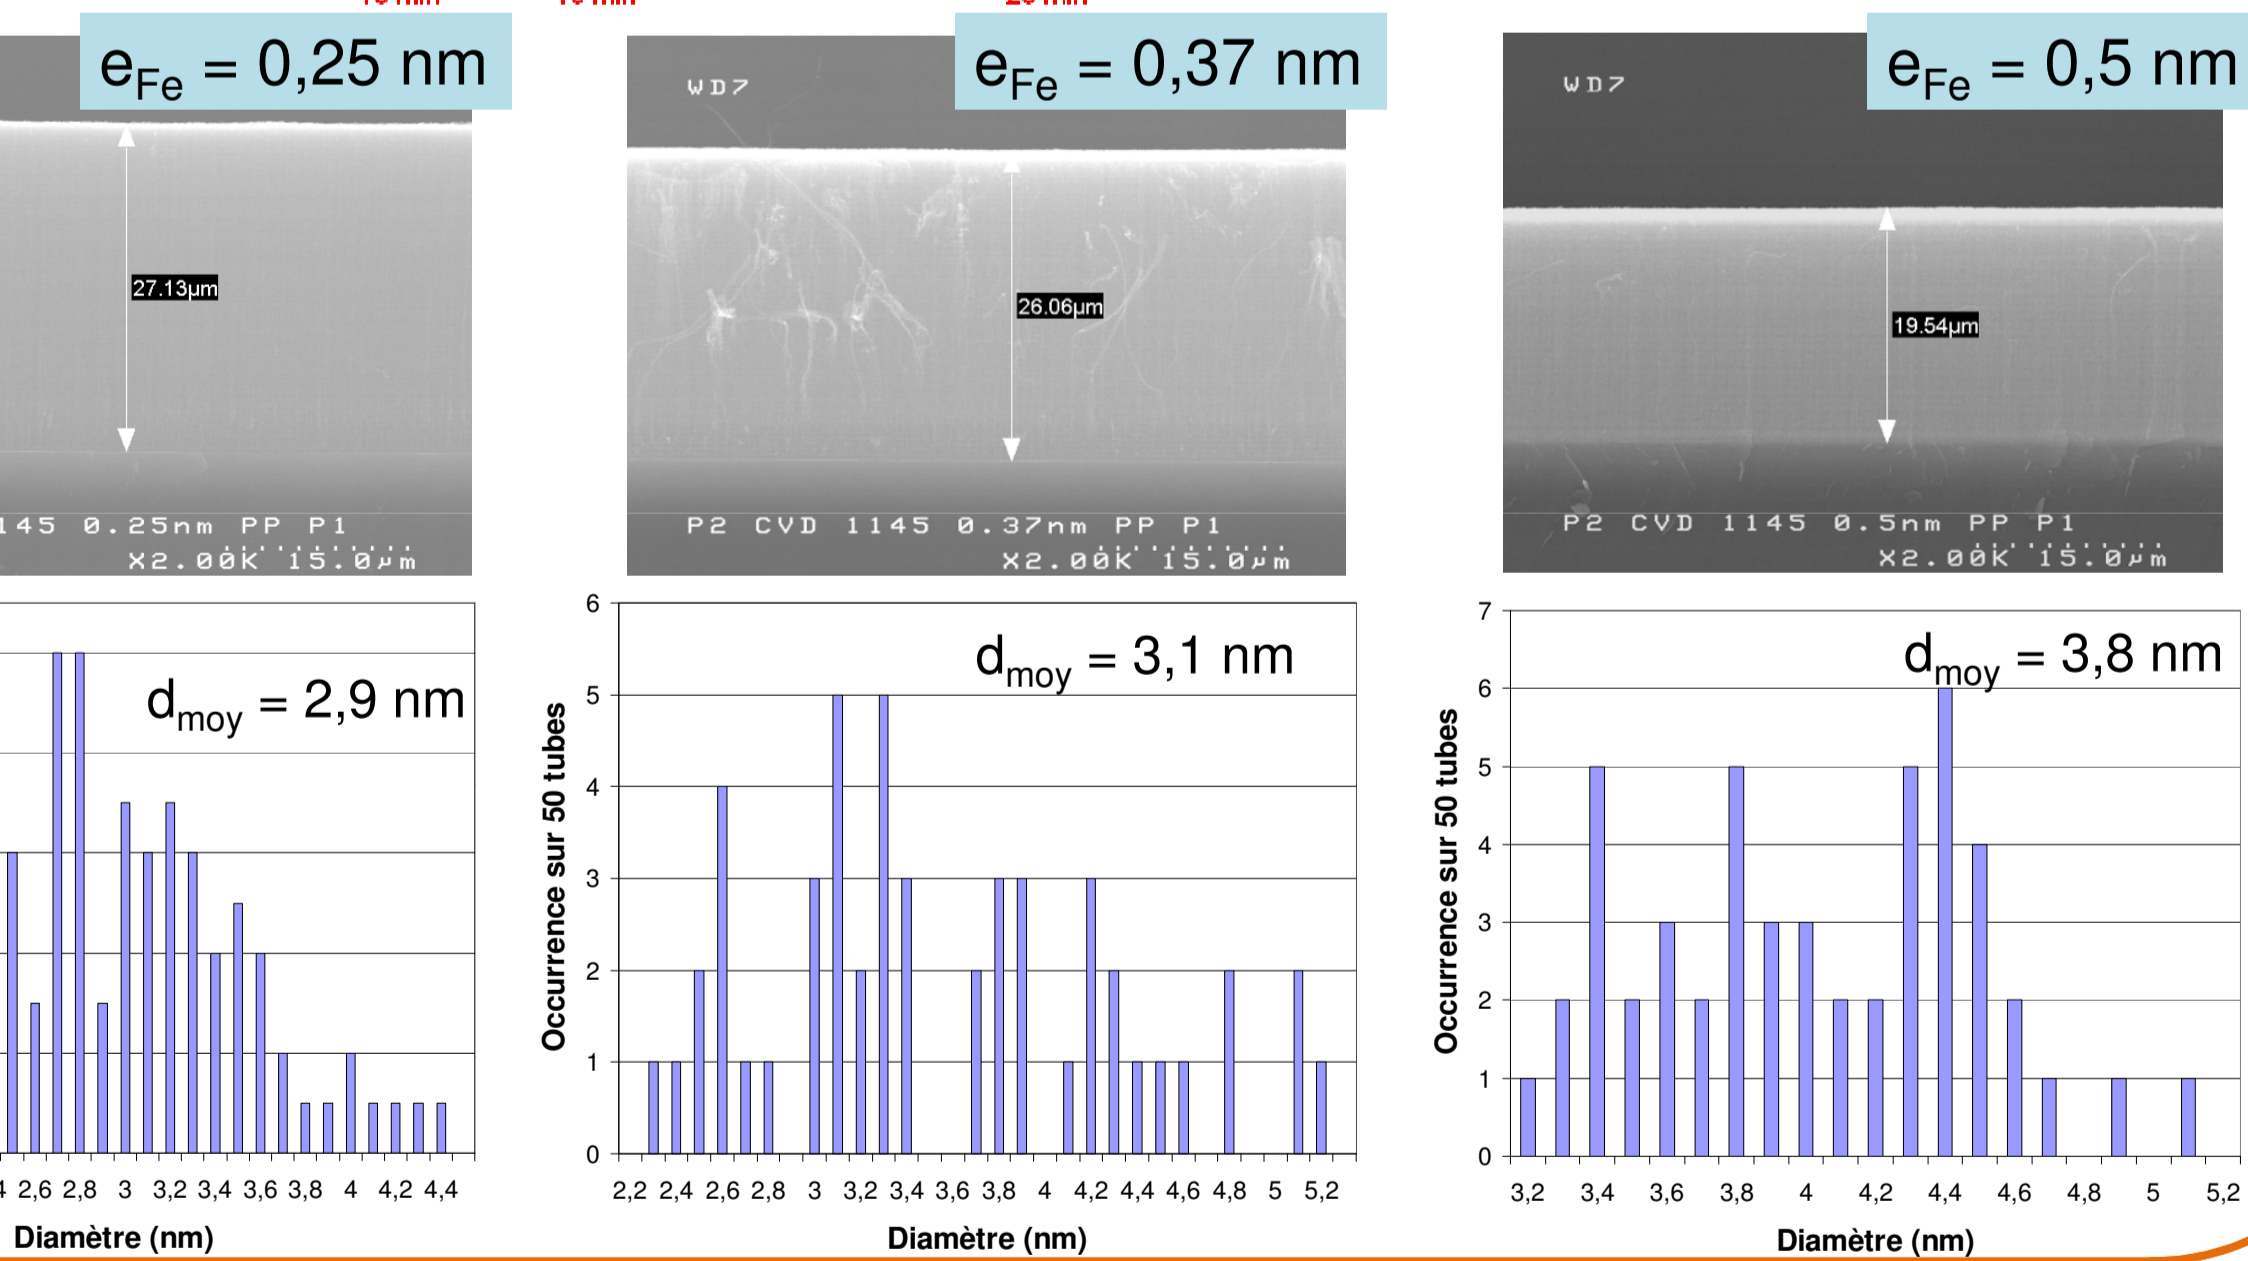 e_Fe = 0,25 nm
e_Fe = 0,37 nm
e_Fe = 0,5 nm
WD7
WD7
27.13µm
26.06µm
19.54µm
145 0.25nm PP P1
X2.00K 15.0µm
P2 CVD 1145 0.37nm PP P1
X2.00K 15.0µm
P2 CVD 1145 0.5nm PP P1
X2.00K 15.0µm
d_moy = 2,9 nm
2,6 2,8 3 3,2 3,4 3,6 3,8 4 4,2 4,4
Diamètre (nm)
d_moy = 3,1 nm
Occurrence sur 50 tubes
6
5
4
3
2
1
0
2,2 2,4 2,6 2,8 3 3,2 3,4 3,6 3,8 4 4,2 4,4 4,6 4,8 5 5,2
Diamètre (nm)
d_moy = 3,8 nm
Occurrence sur 50 tubes
7
6
5
4
3
2
1
0
3,2 3,4 3,6 3,8 4 4,2 4,4 4,6 4,8 5 5,2
Diamètre (nm)